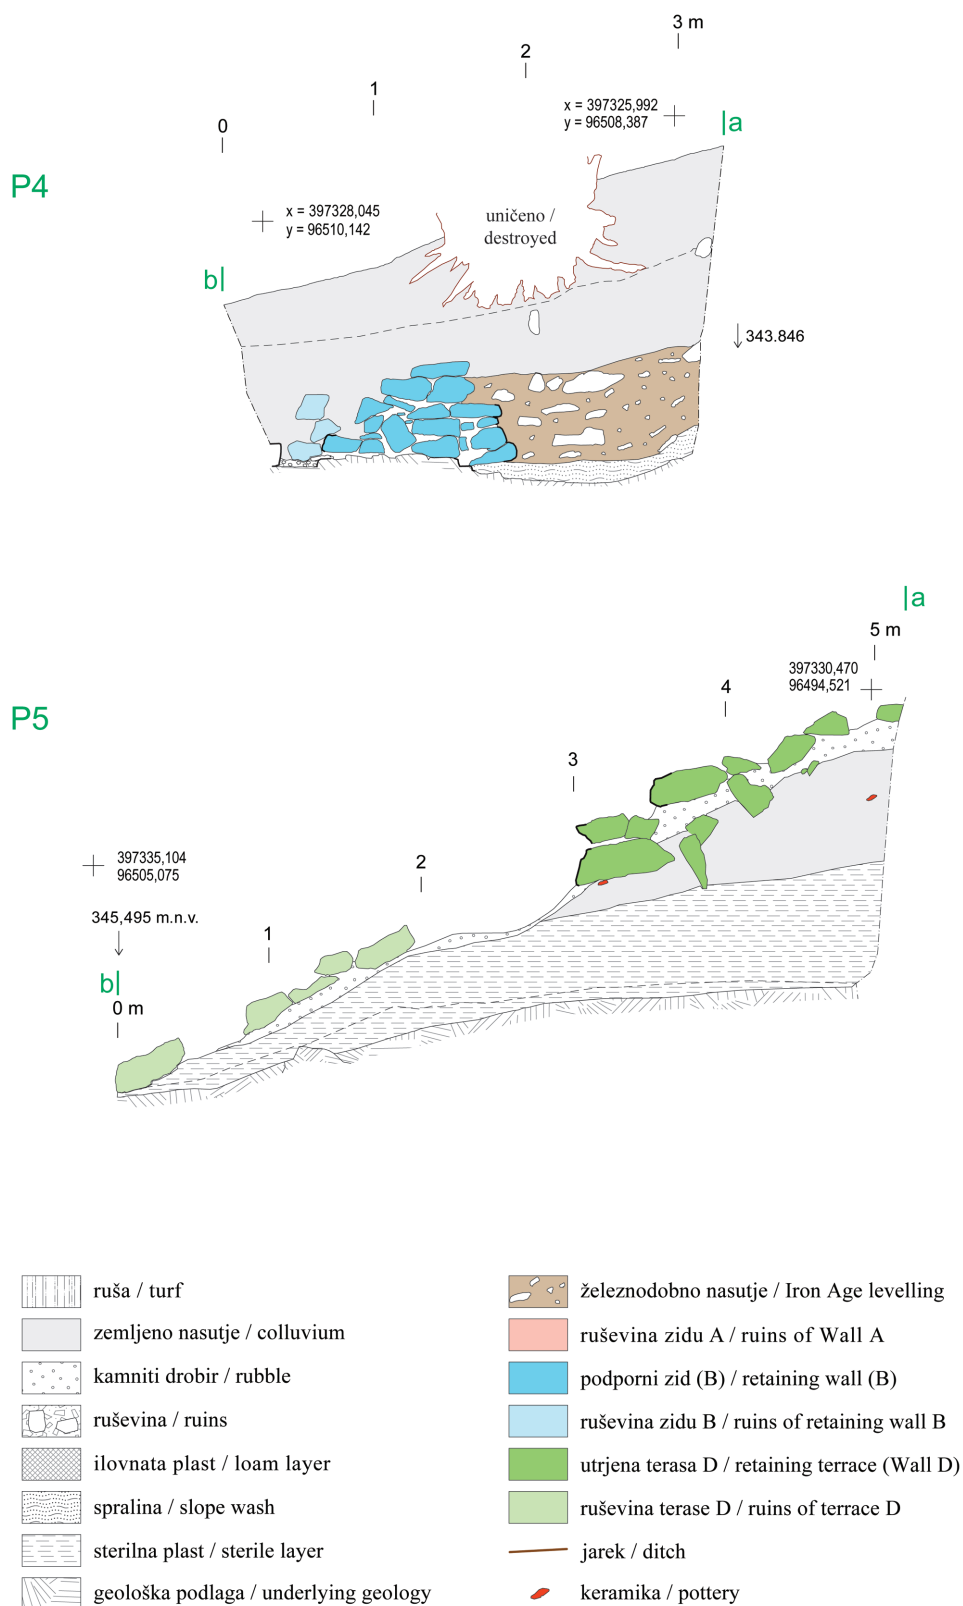 3 m
2
1
0
x = 397325,992
y = 96508,387
|a
P4
x = 397328,045
y = 96510,142
uničeno /
destroyed
b|
343.846
|a
5 m
397330,470
96494,521
4
P5
3
2
397335,104
96505,075
345,495 m.n.v.
1
b|
0 m
ruša / turf
zemljeno nasutje / colluvium
kamniti drobir / rubble
ruševina / ruins
ilovnata plast / loam layer
spralina / slope wash
sterilna plast / sterile layer
geološka podlaga / underlying geology
železnodobno nasutje / Iron Age levelling
ruševina zidu A / ruins of Wall A
podporni zid (B) / retaining wall (B)
ruševina zidu B / ruins of retaining wall B
utrjena terasa D / retaining terrace (Wall D)
ruševina terase D / ruins of terrace D
jarek / ditch
keramika / pottery